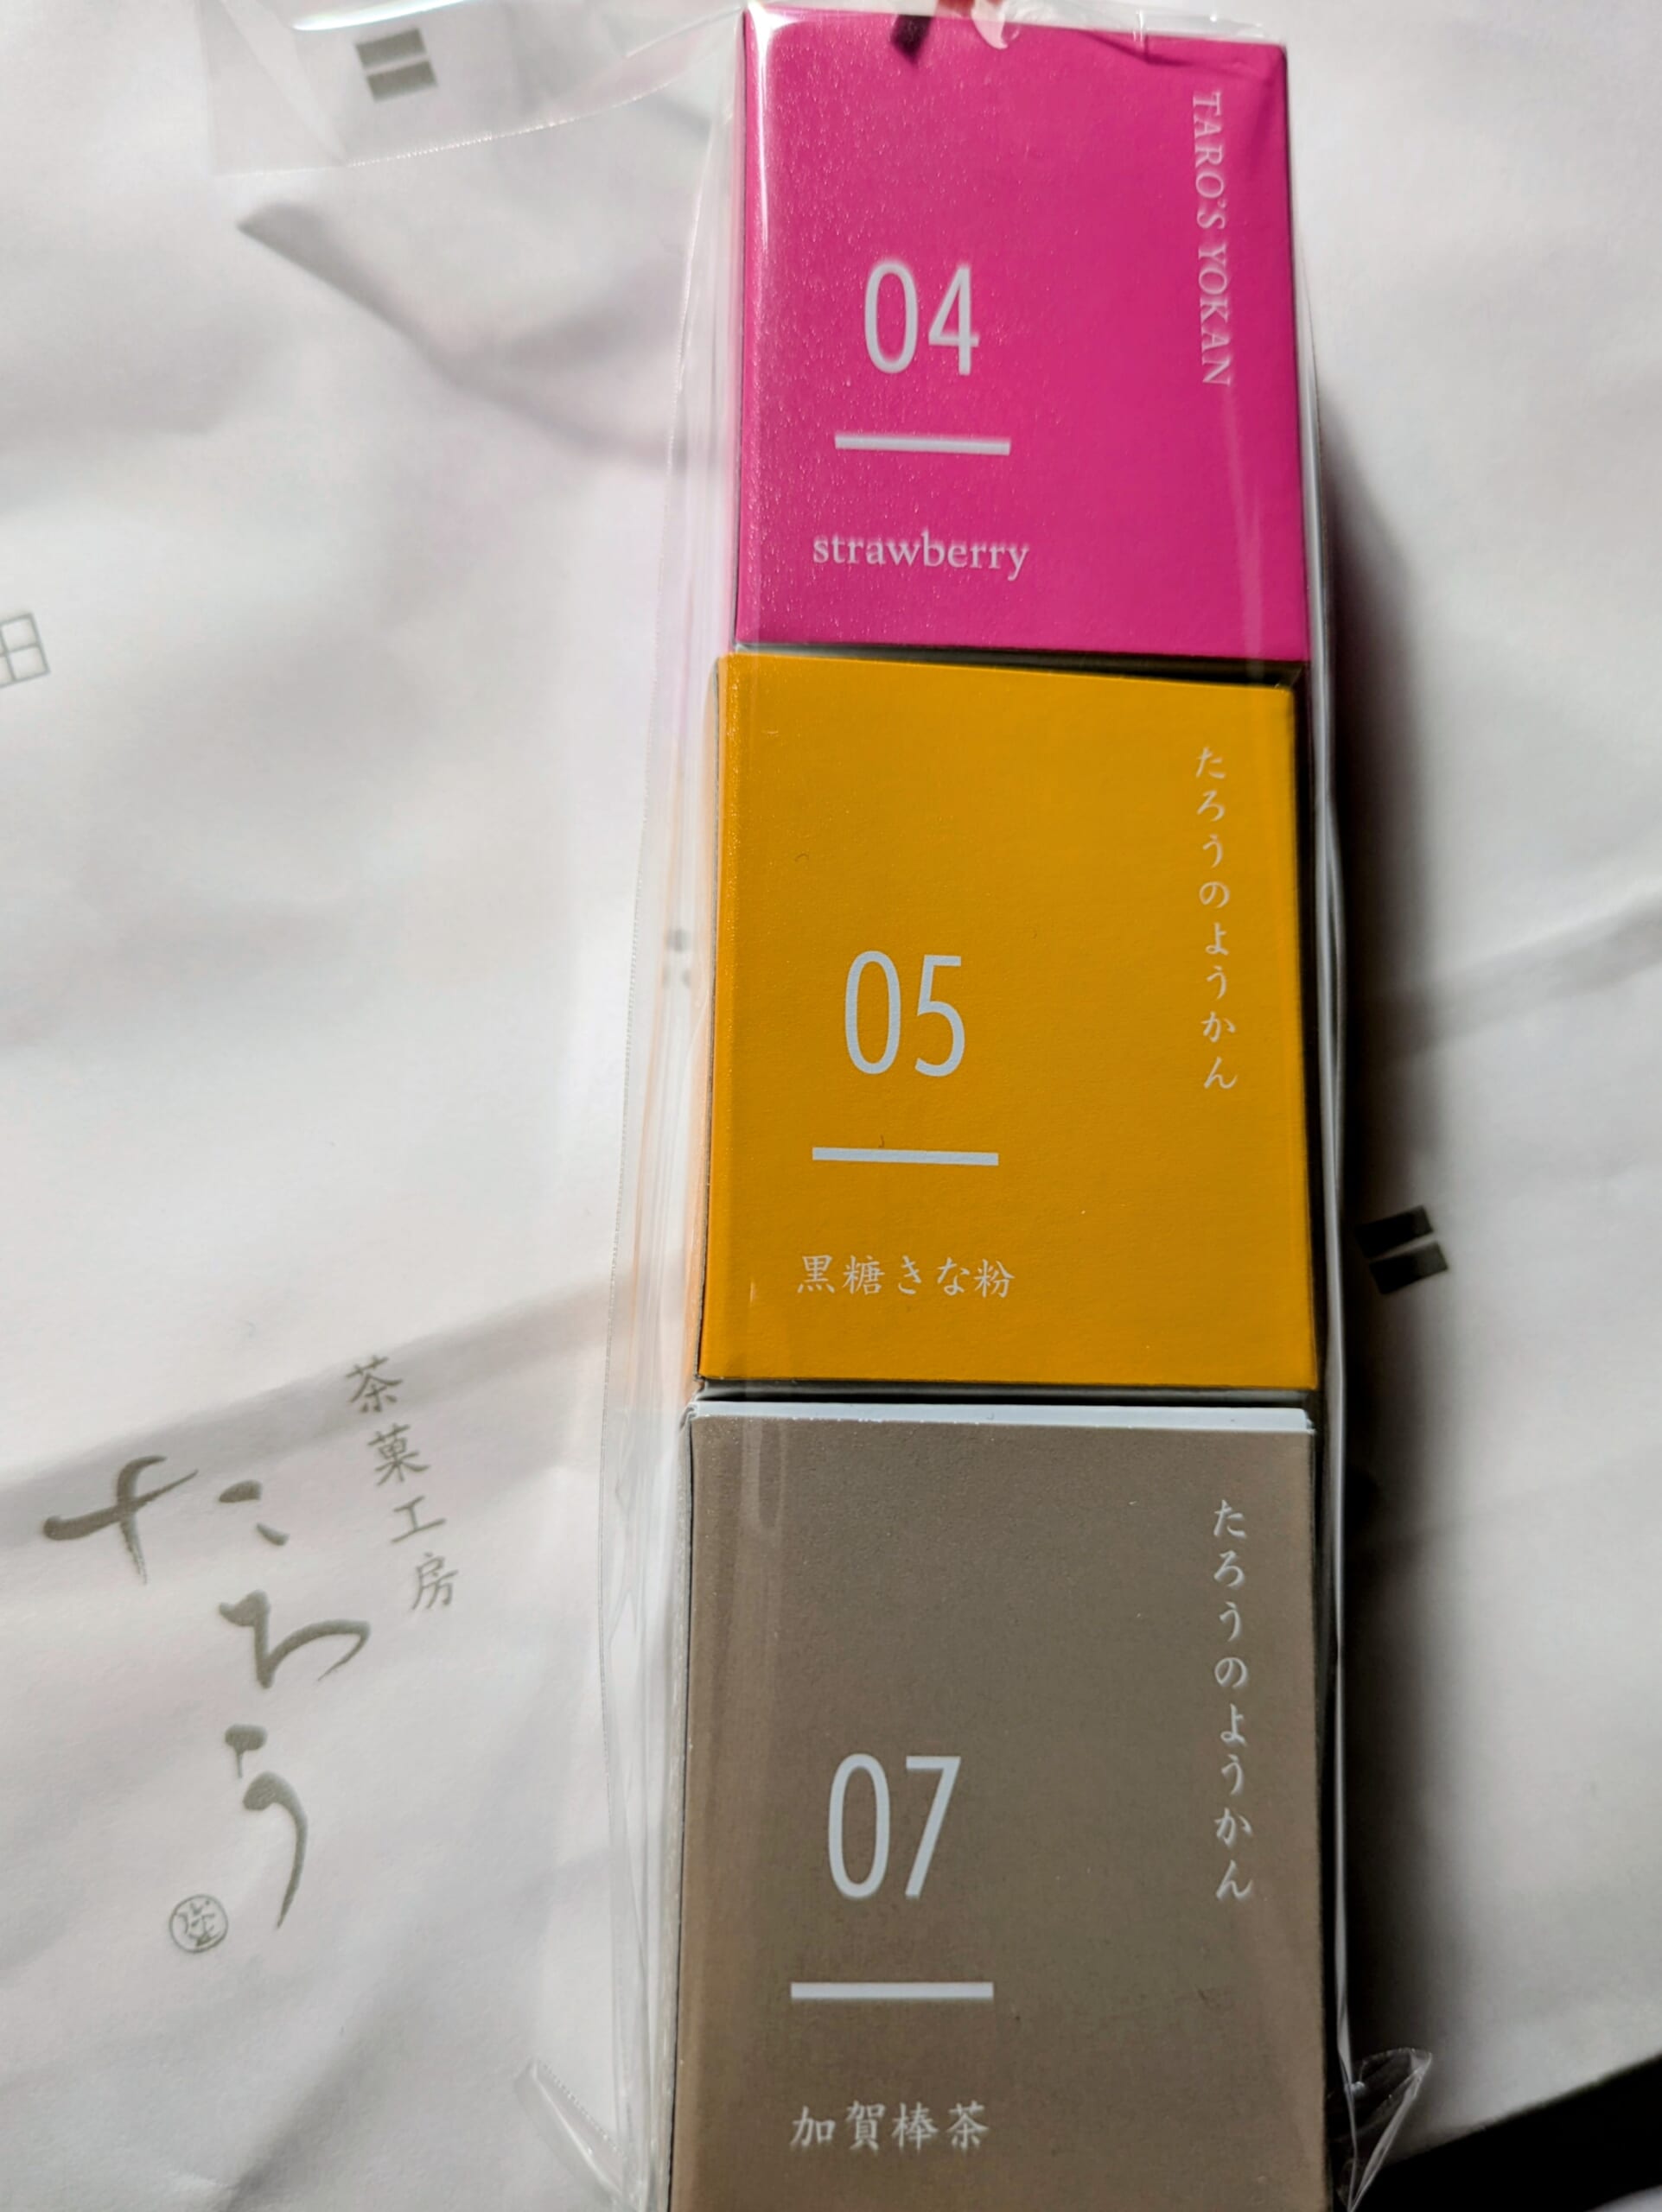 TARO'S YOKAN
04
strawberry
たろうのようかん
05
黒糖きな粉
たろうのようかん
07
加賀棒茶
茶菓工房
たろう